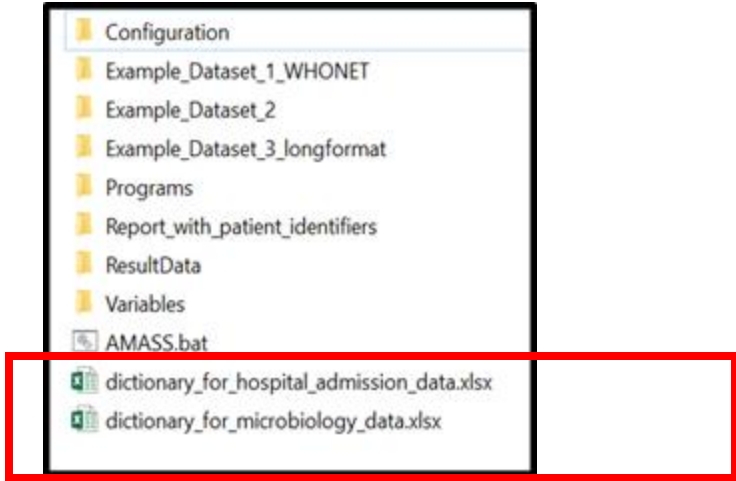 Configuration
Example_Dataset_1_WHONET
Example_Dataset_2
Example_Dataset_3_longformat
Programs
Report_with_patient_identifiers
ResultData
Variables
AMASS.bat
dictionary_for_hospital_admission_data.xlsx
dictionary_for_microbiology_data.xlsx